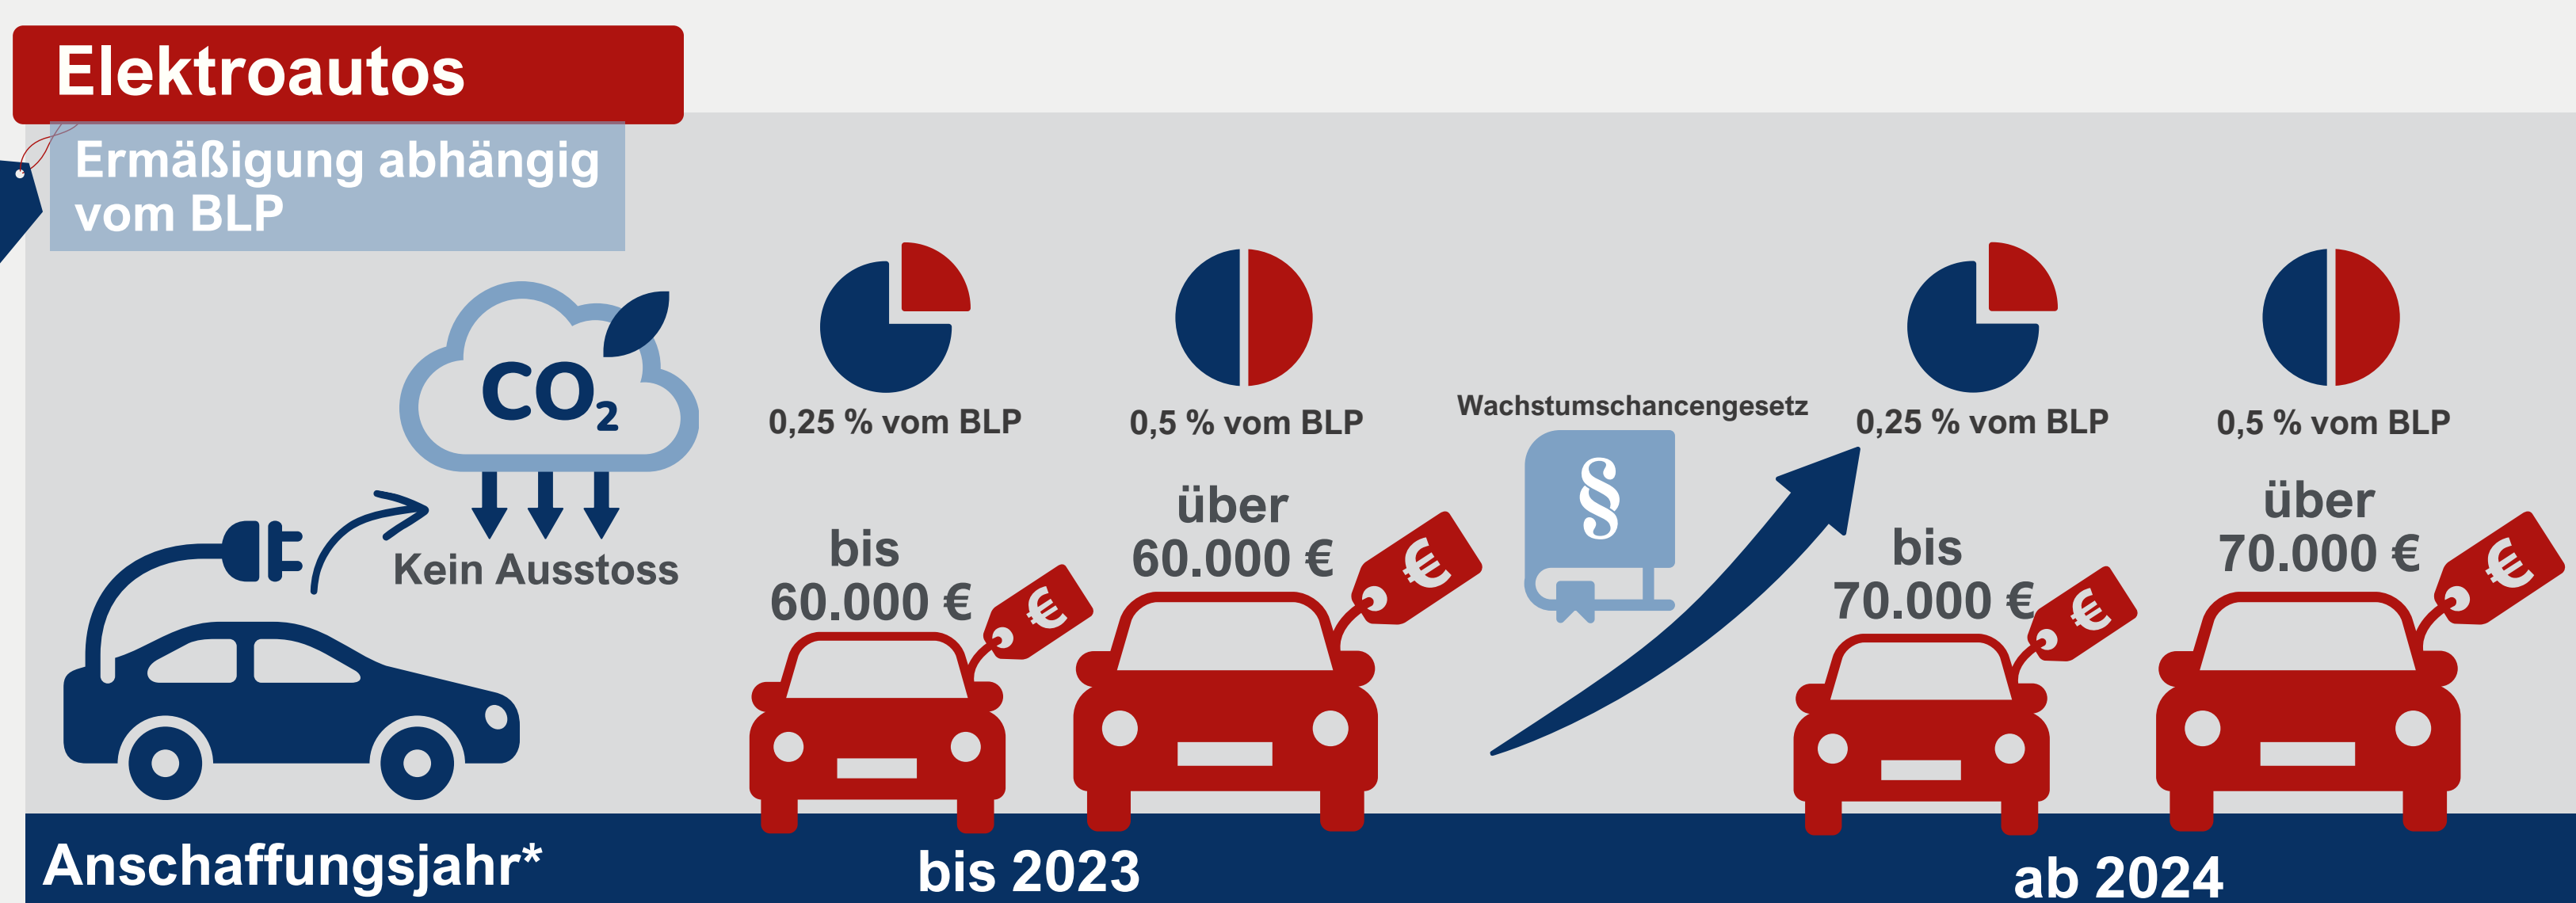 Elektroautos
Ermäßigung abhängig
vom BLP
CO₂
Kein Ausstoss
0,25 % vom BLP
bis
60.000 €
€
0,5 % vom BLP
über
60.000 €
€
Wachstumschancengesetz
§
0,25 % vom BLP
bis
70.000 €
€
0,5 % vom BLP
über
70.000 €
€
Anschaffungsjahr*
bis 2023
ab 2024